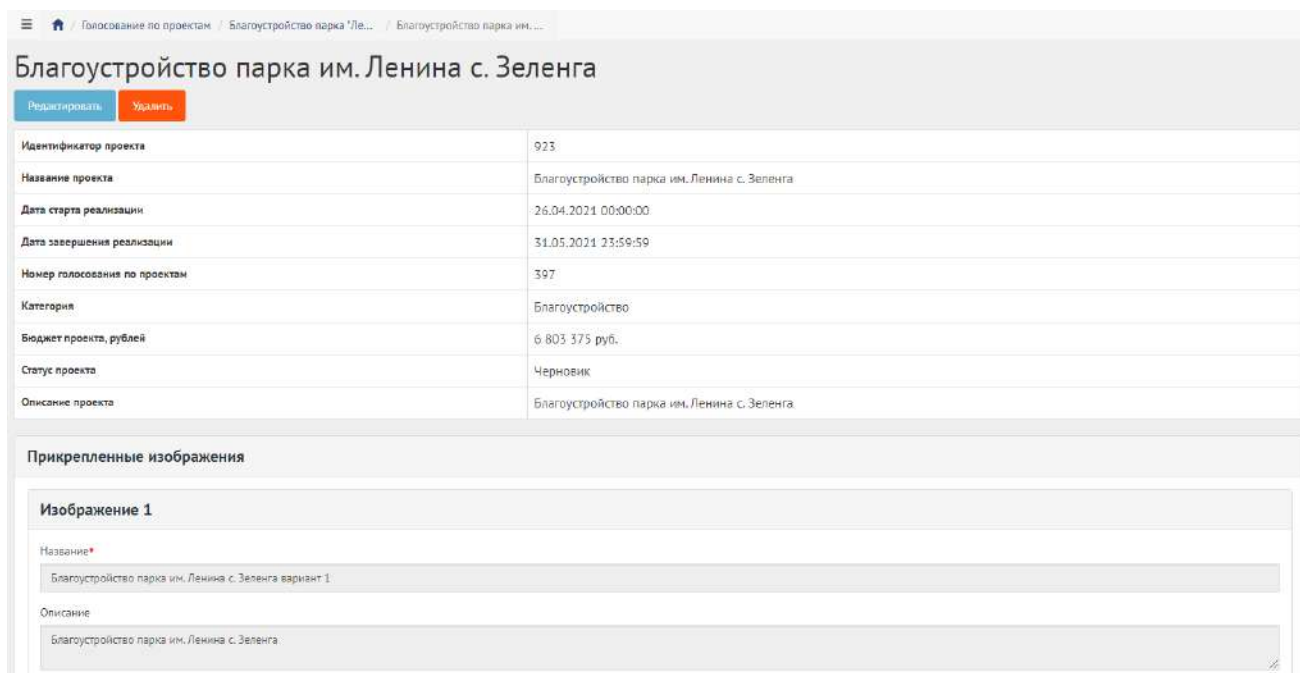 Голосование по проектам / Благоустройство парка "Ле... / Благоустройство парка им. ...
Благоустройство парка им. Ленина с. Зеленга
Редактировать Удалить
Идентификатор проекта 923
Название проекта Благоустройство парка им. Ленина с. Зеленга
Дата старта реализации 26.04.2021 00:00:00
Дата завершения реализации 31.05.2021 23:59:59
Номер голосования по проектам 397
Категория Благоустройство
Бюджет проекта, рублей 6 803 375 руб.
Статус проекта Черновик
Описание проекта Благоустройство парка им. Ленина с. Зеленга
Прикрепленные изображения
Изображение 1
Название*
Благоустройство парка им. Ленина с. Зеленга вариант 1
Описание
Благоустройство парка им. Ленина с. Зеленга